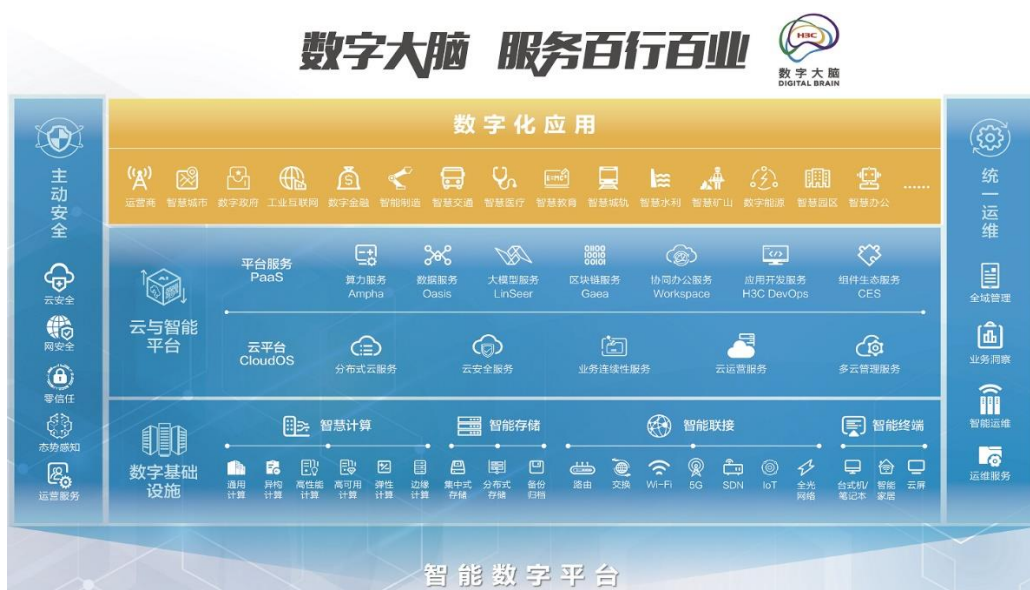 数字大脑 服务百行百业
H3C
数字大脑
DIGITAL BRAIN
主动安全
云安全
网安全
零信任
态势感知
运营服务
数字化应用
运营商 智慧城市 数字政府 工业互联网 数字金融 智能制造 智慧交通 智慧医疗 智慧教育 智慧城轨 智慧水利 智慧矿山 数字能源 智慧园区 智慧办公 ......
云与智能
平台
平台服务
PaaS
算力服务 数据服务 大模型服务 区块链服务 协同办公服务 应用开发服务 组件生态服务
Ampha Oasis LinSeer Gaea Workspace H3C DevOps CES
云平台
CloudOS
分布式云服务 云安全服务 业务连续性服务 云运营服务 多云管理服务
数字基础
设施
智慧计算 智能存储 智能联接 智能终端
通用 异构 高性能 高可用 弹性 边缘 集中式 分布式 备份 路由 交换 Wi-Fi 5G SDN IoT 全光 台式机/ 智能 云屏
计算 计算 计算 计算 计算 计算 存储 存储 归档 网络 笔记本 家居
统一运维
全域管理
业务洞察
智能运维
运维服务
智能数字平台